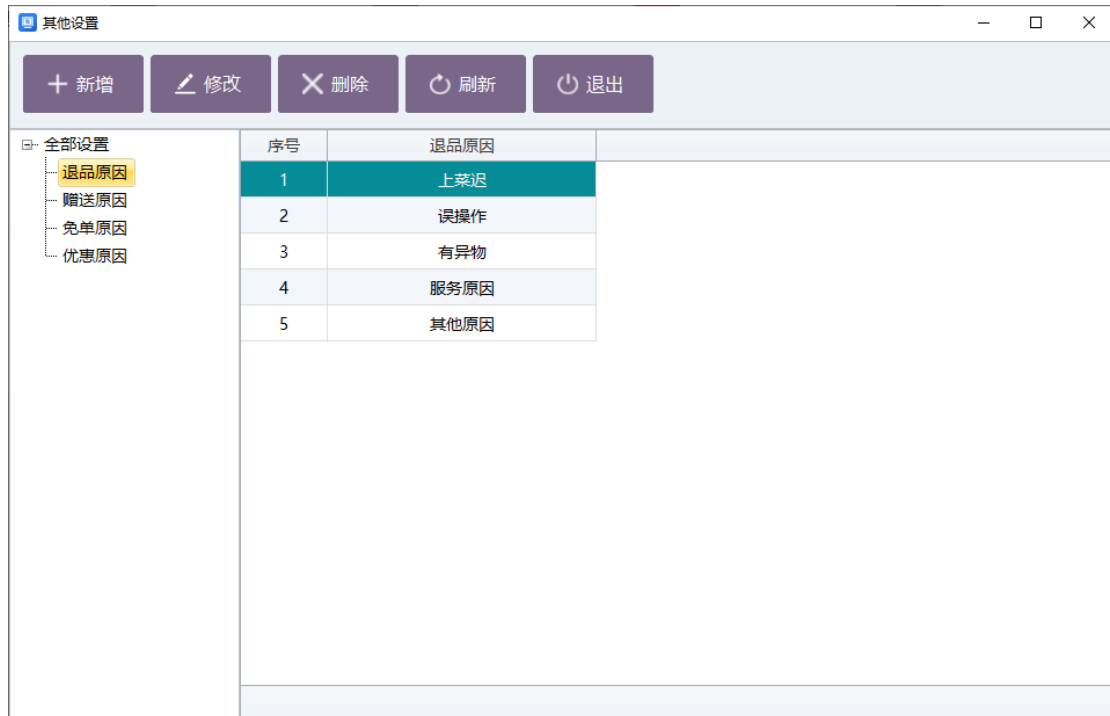 其他设置
新增 修改 删除 刷新 退出
全部设置
退品原因
赠送原因
免单原因
优惠原因
序号 退品原因
1 上菜迟
2 误操作
3 有异物
4 服务原因
5 其他原因